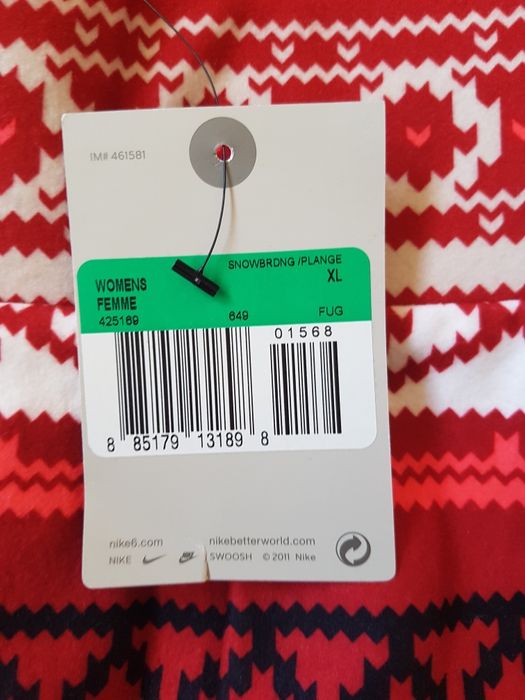 IM# 461581
SNOWBRDNG /PLANGE
XL
WOMENS
FEMME
425169 649 FUG
01568
8 85179 13189 8
nike6.com nikebetterworld.com
NIKE SWOOSH © 2011 Nike